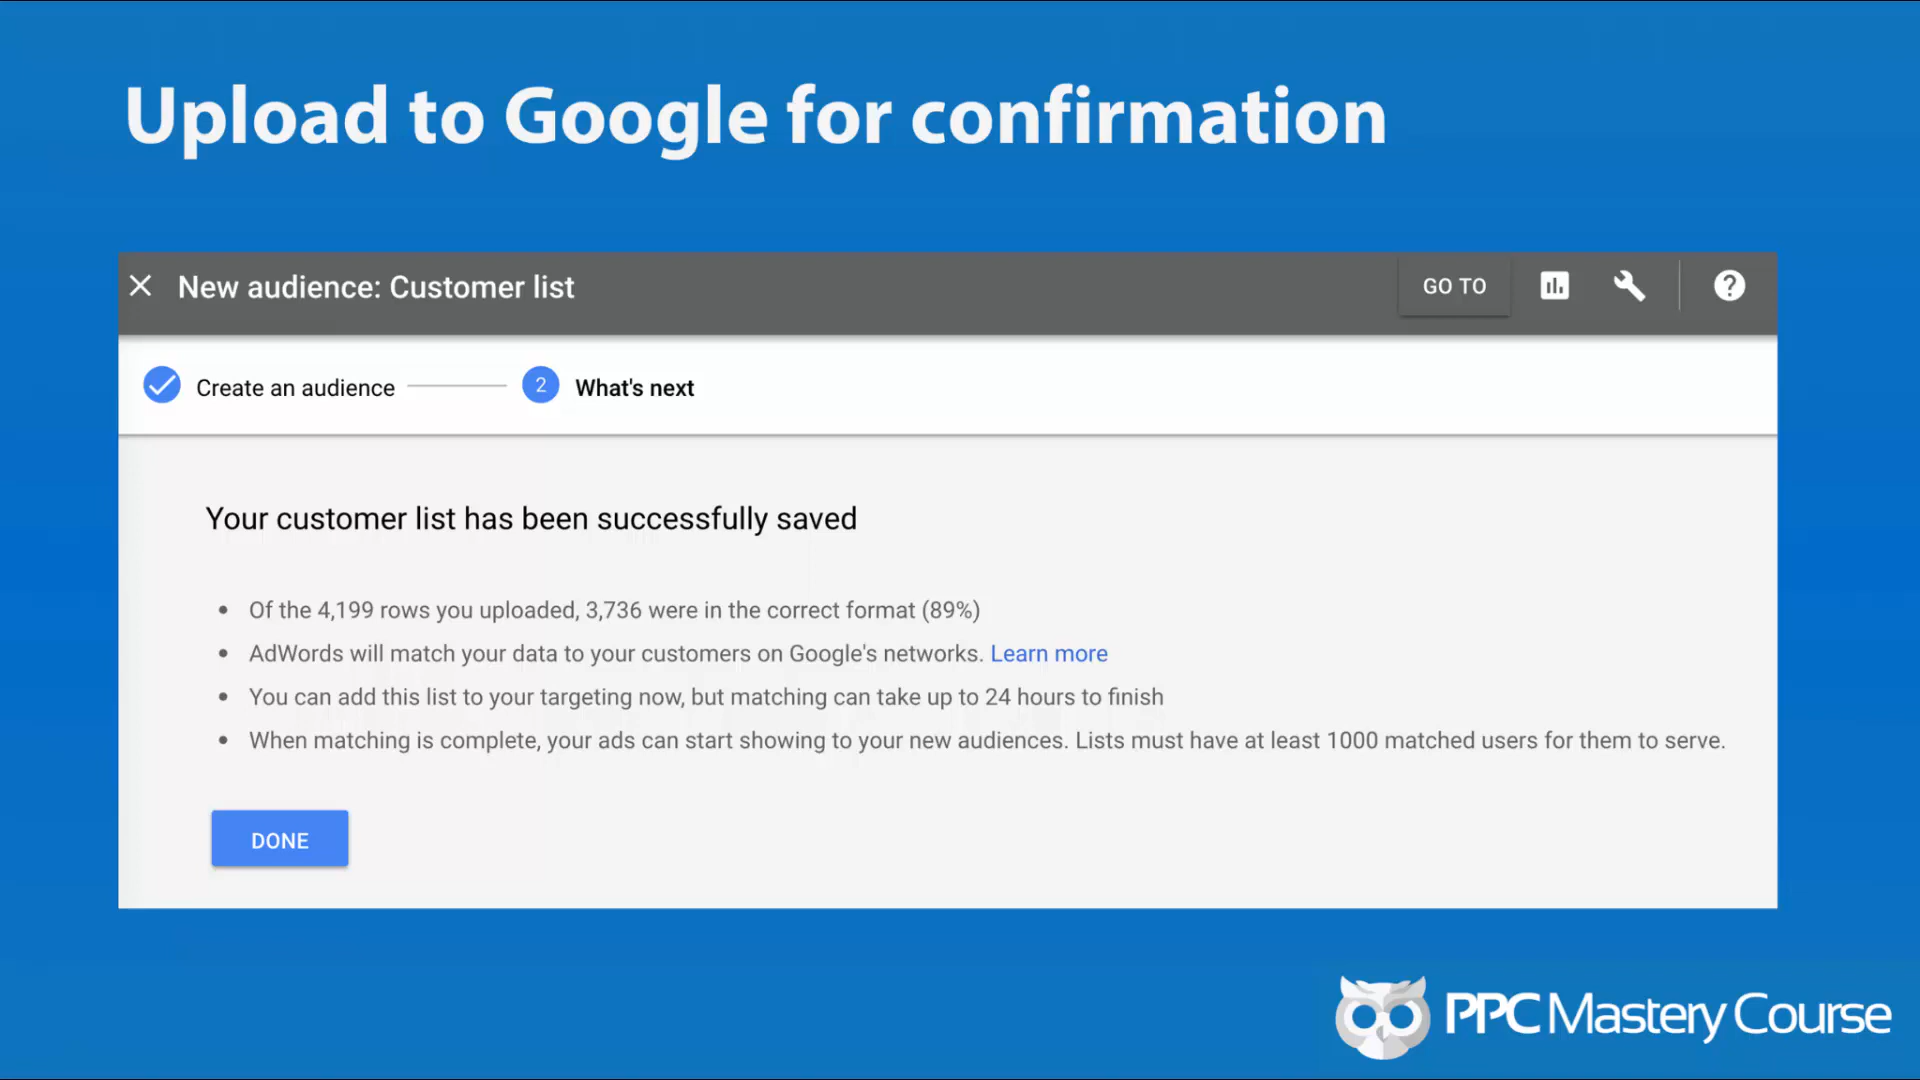 Upload to Google for confirmation
New audience: Customer list
GO TO
?
Create an audience
2
What's next
Your customer list has been successfully saved
• Of the 4,199 rows you uploaded, 3,736 were in the correct format (89%)
• AdWords will match your data to your customers on Google's networks. Learn more
• You can add this list to your targeting now, but matching can take up to 24 hours to finish
• When matching is complete, your ads can start showing to your new audiences. Lists must have at least 1000 matched users for them to serve.
DONE
PPC Mastery Course